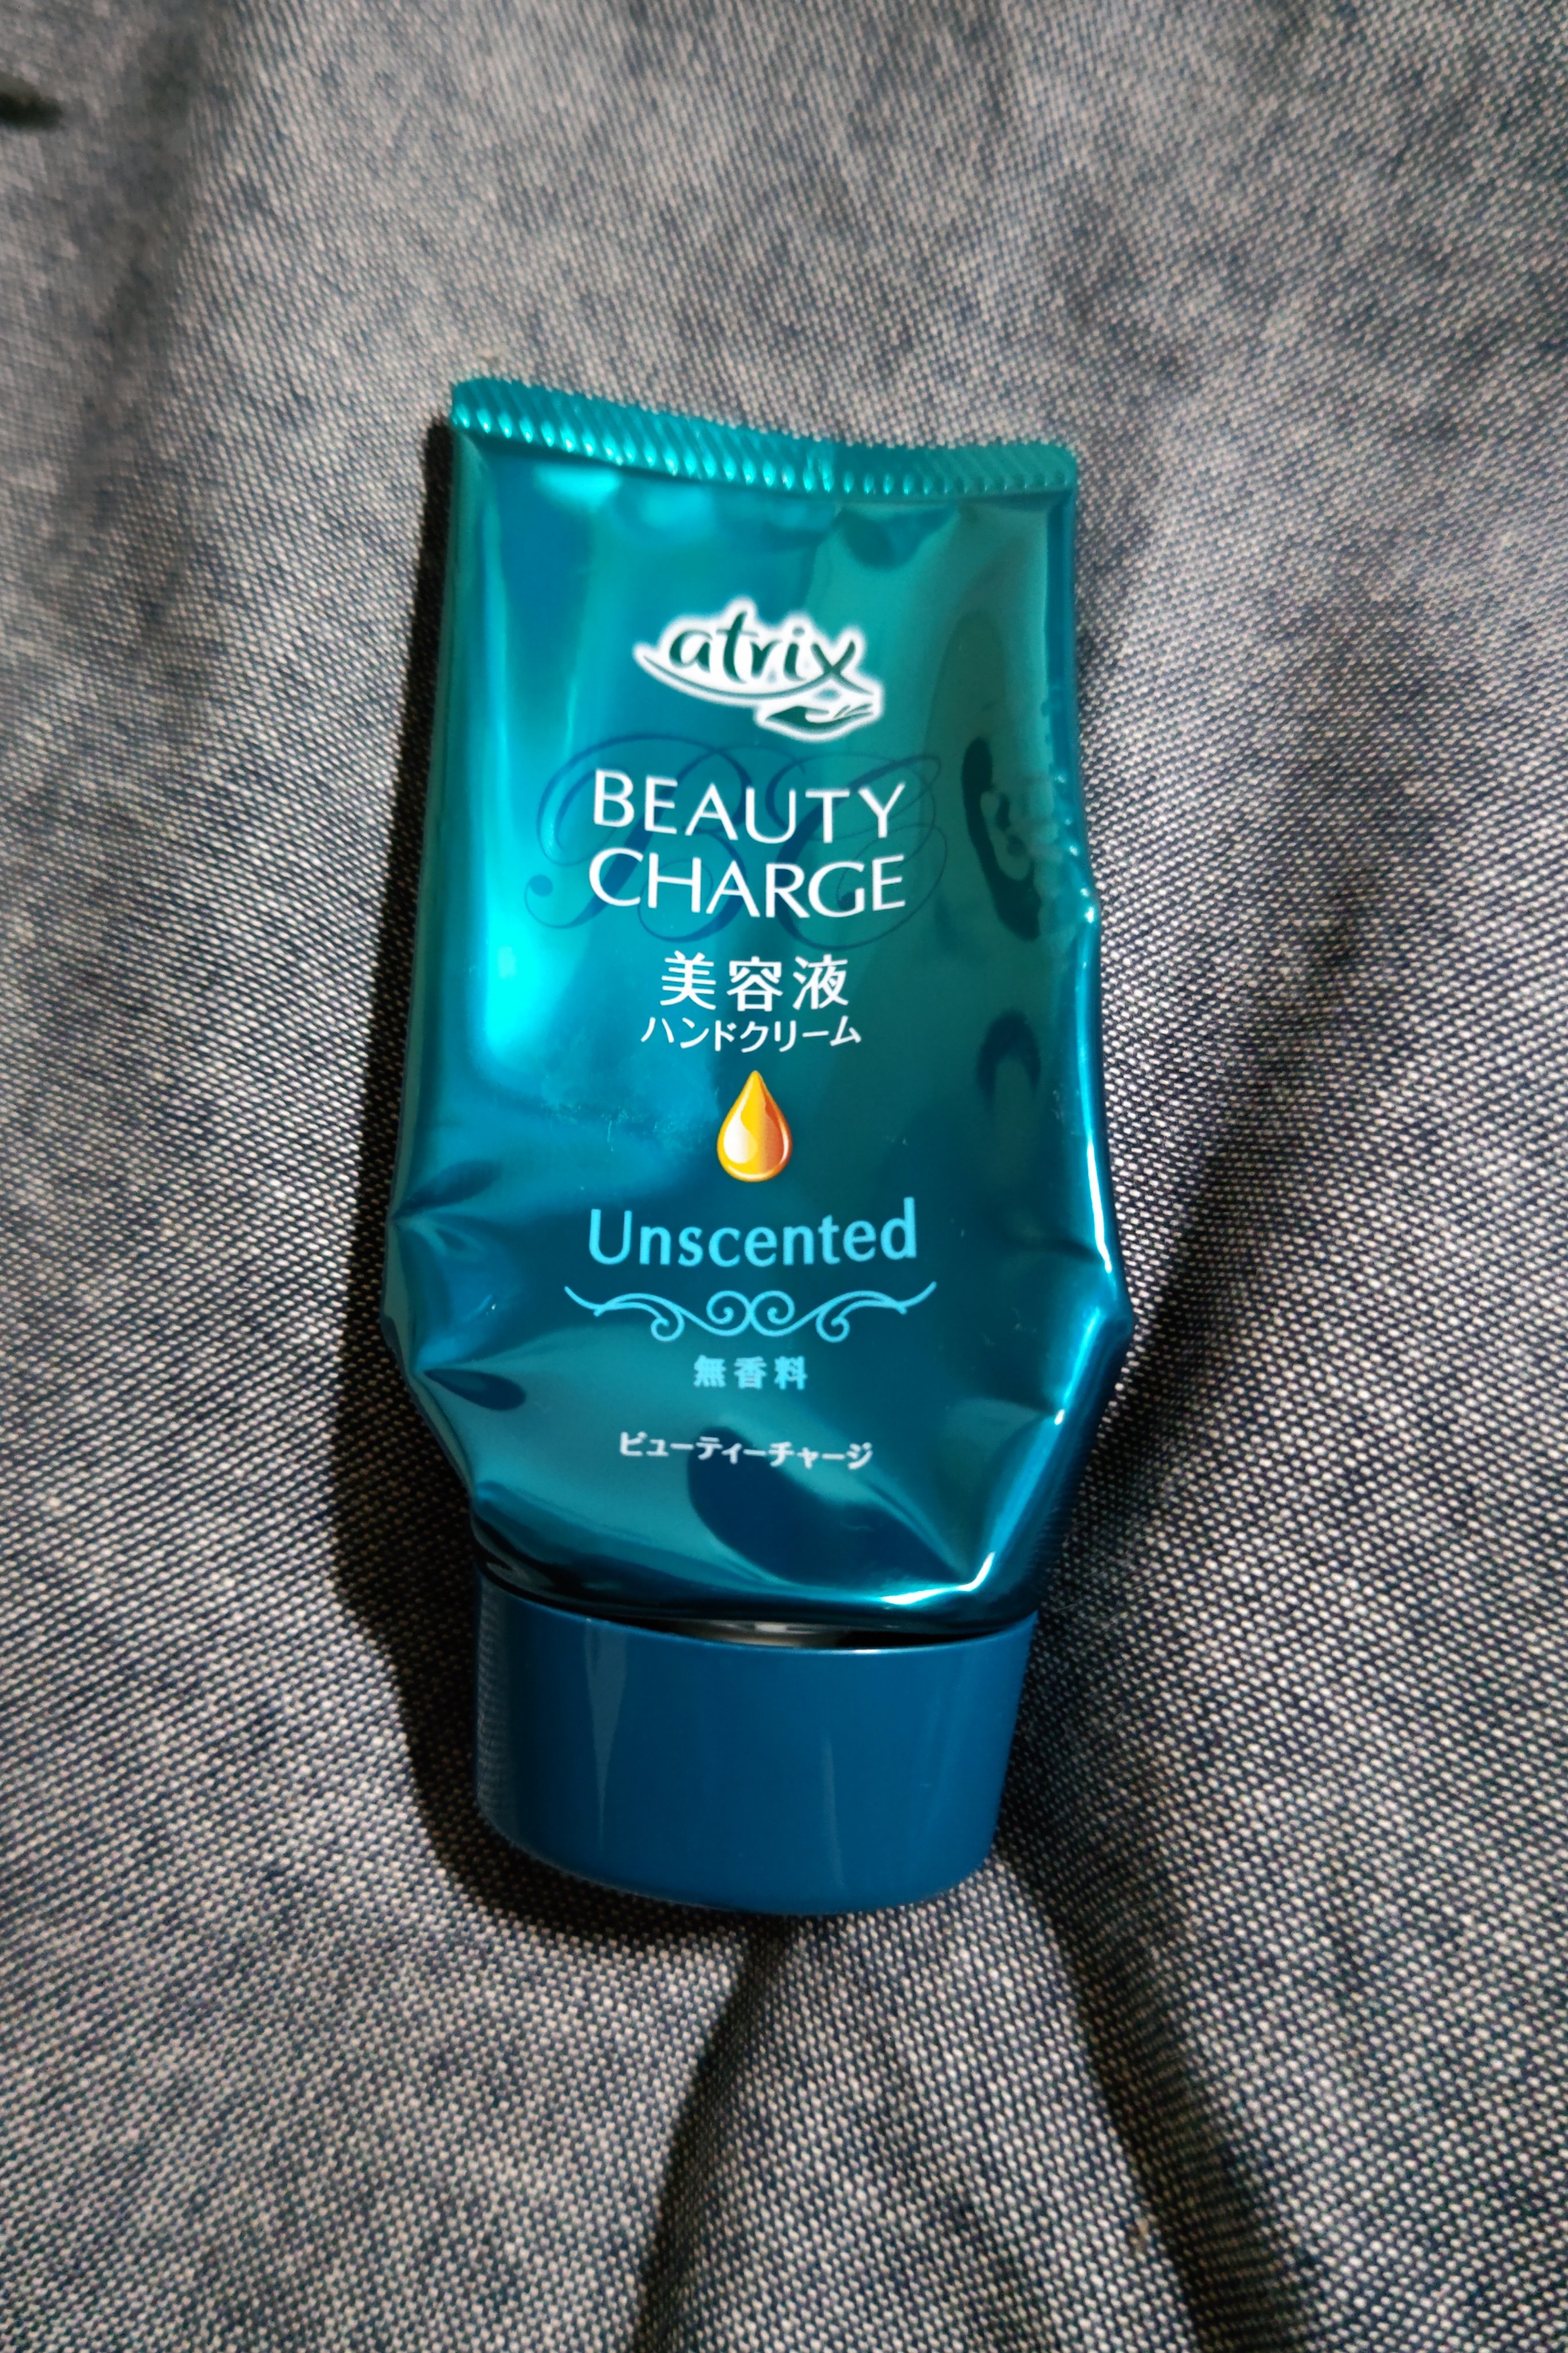 atrix
BEAUTY
CHARGE
美容液
ハンドクリーム
Unscented
無香料
ビューティーチャージ